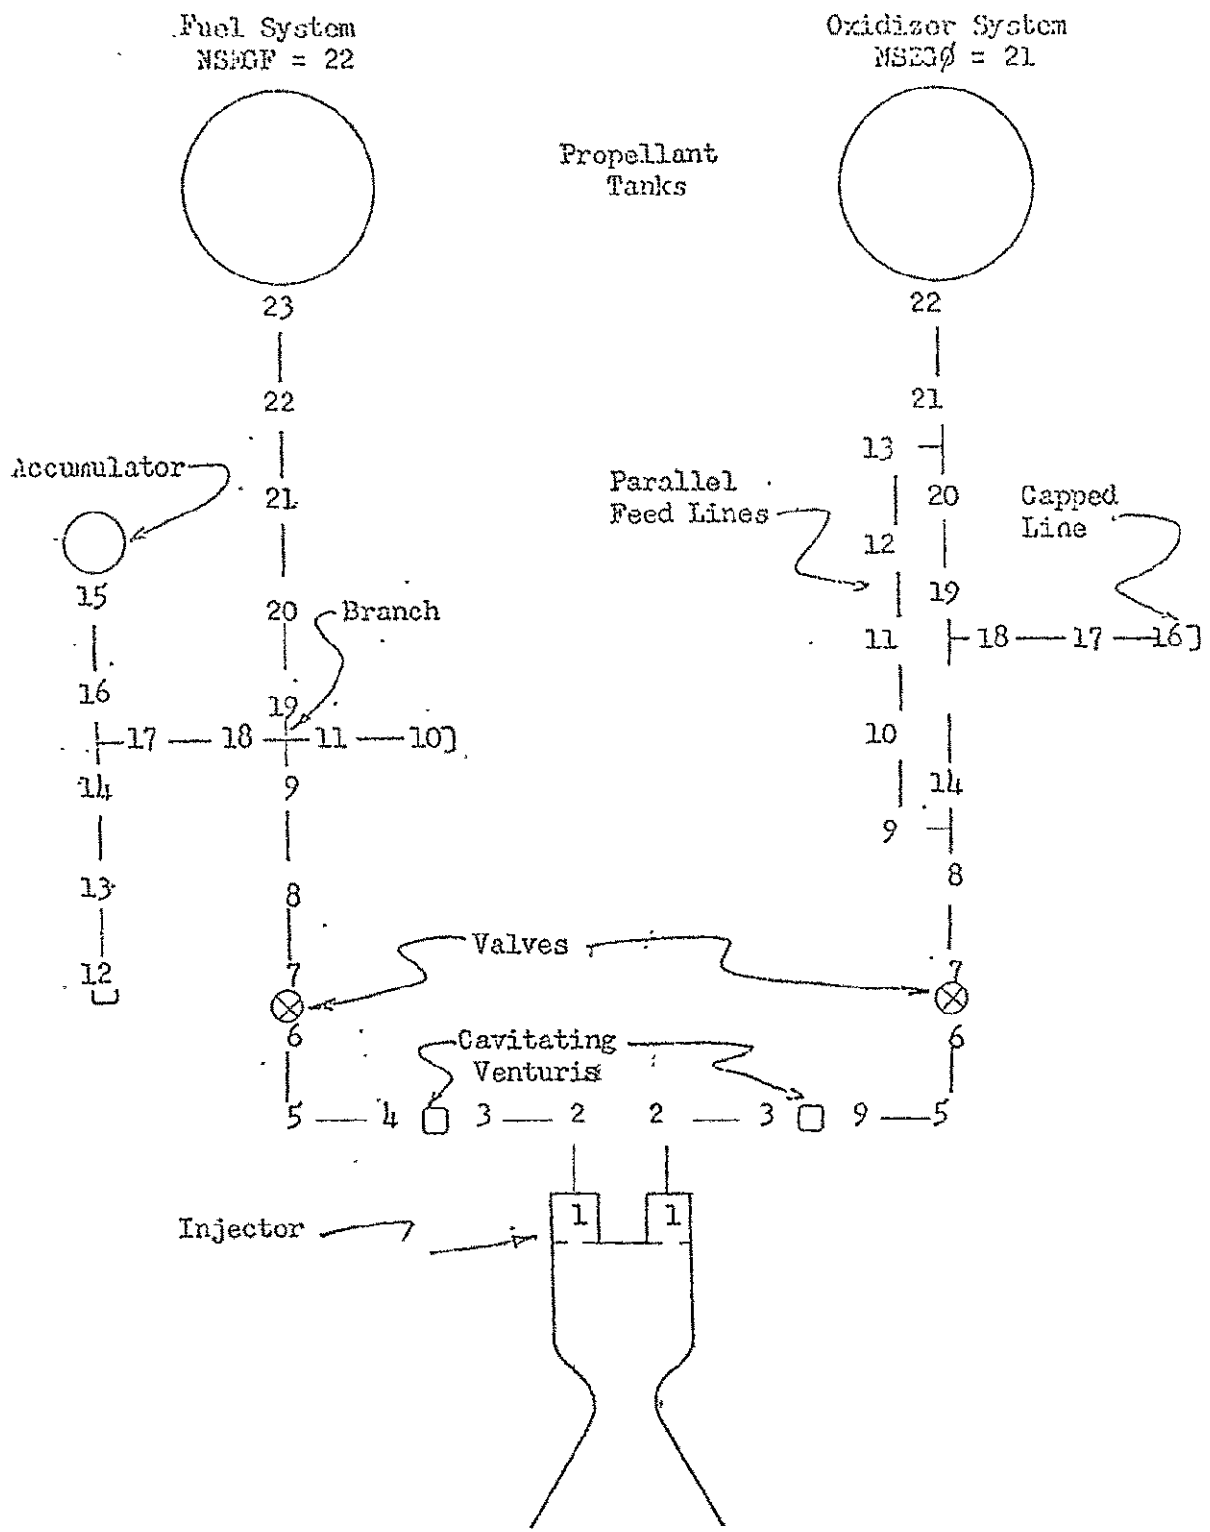 Fuel System
NSEGF = 22
Oxidizer System
NSEGØ = 21
Propellant
Tanks
23
22
22
21
Accumulator
13
21
Parallel
Feed Lines
20
Capped
Line
12
15
20
Branch
19
11
18
17
16
16
19
17
18
11
10
10
14
9
14
9
13
8
8
Valves
12
7
7
6
6
Cavitating
Venturis
5
4
3
2
2
3
9
5
Injector
1
1